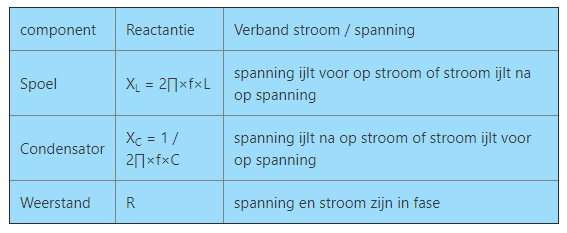 component Reactantie Verband stroom / spanning
Spoel X_L = 2∏×f×L spanning ijlt voor op stroom of stroom ijlt na
op spanning
Condensator X_C = 1 /
2∏×f×C spanning ijlt na op stroom of stroom ijlt voor
op spanning
Weerstand R spanning en stroom zijn in fase